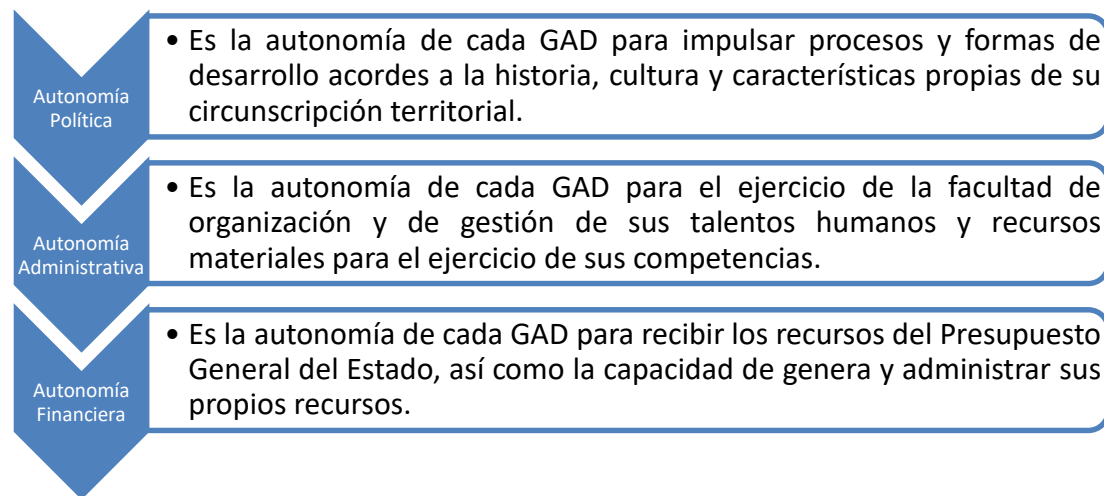 Autonomía
Política
• Es la autonomía de cada GAD para impulsar procesos y formas de
desarrollo acordes a la historia, cultura y características propias de su
circunscripción territorial.
Autonomía
Administrativa
• Es la autonomía de cada GAD para el ejercicio de la facultad de
organización y de gestión de sus talentos humanos y recursos
materiales para el ejercicio de sus competencias.
Autonomía
Financiera
• Es la autonomía de cada GAD para recibir los recursos del Presupuesto
General del Estado, así como la capacidad de genera y administrar sus
propios recursos.